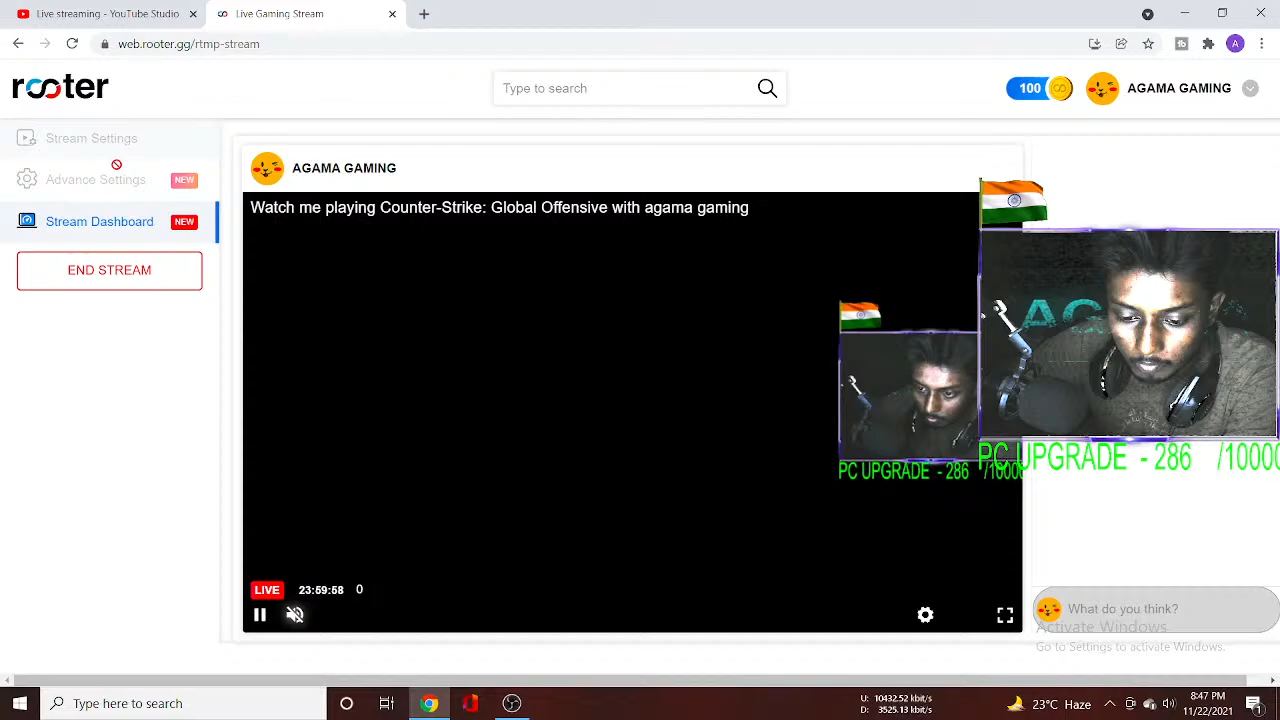 Live streaming - YouTube Studio
Live Gaming Stream
web.rooter.gg/tmp-stream
A
rooter
Type to search
100
AGAMA GAMING
Stream Settings
Advance Settings NEW
Stream Dashboard NEW
END STREAM
AGAMA GAMING
Watch me playing Counter-Strike: Global Offensive with agama gaming
PC UPGRADE - 286 /10000
PC UPGRADE - 286 /10000
LIVE 23:59:58 0
What do you think?
Activate Windows
Go to Settings to activate Windows.
Type here to search
U: 10432.52 kbit/s
D: 3525.13 kbit/s
23°C Haze
8:47 PM
11/22/2021